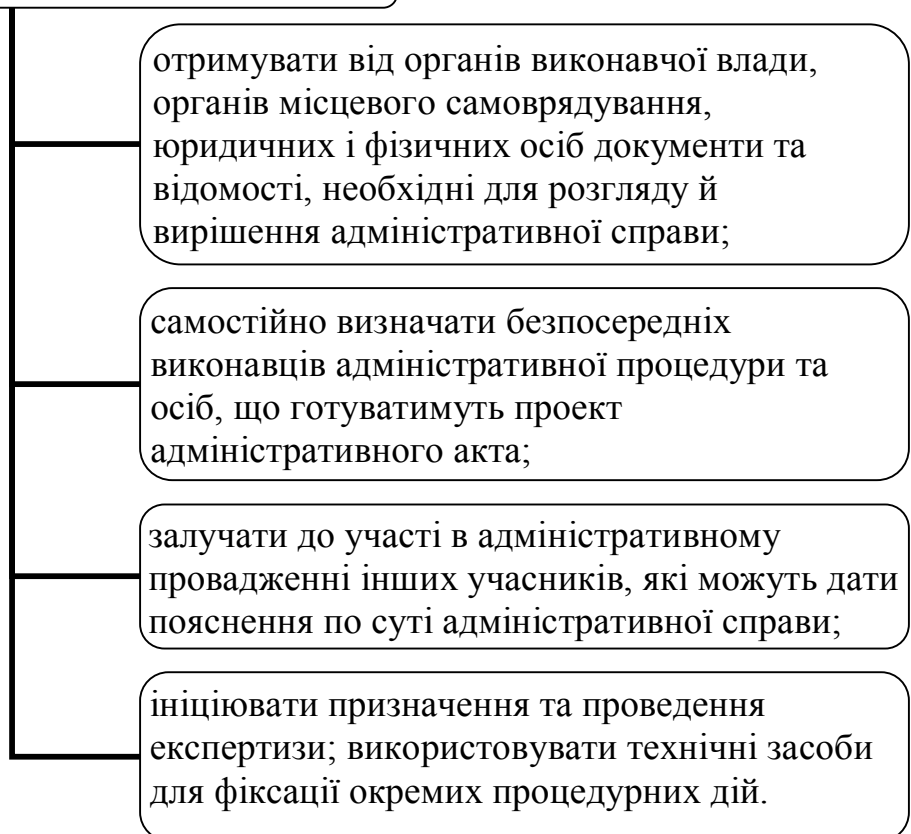 отримувати від органів виконавчої влади,
органів місцевого самоврядування,
юридичних і фізичних осіб документи та
відомості, необхідні для розгляду й
вирішення адміністративної справи;
самостійно визначати безпосередніх
виконавців адміністративної процедури та
осіб, що готуватимуть проект
адміністративного акта;
залучати до участі в адміністративному
провадженні інших учасників, які можуть дати
пояснення по суті адміністративної справи;
ініціювати призначення та проведення
експертизи; використовувати технічні засоби
для фіксації окремих процедурних дій.